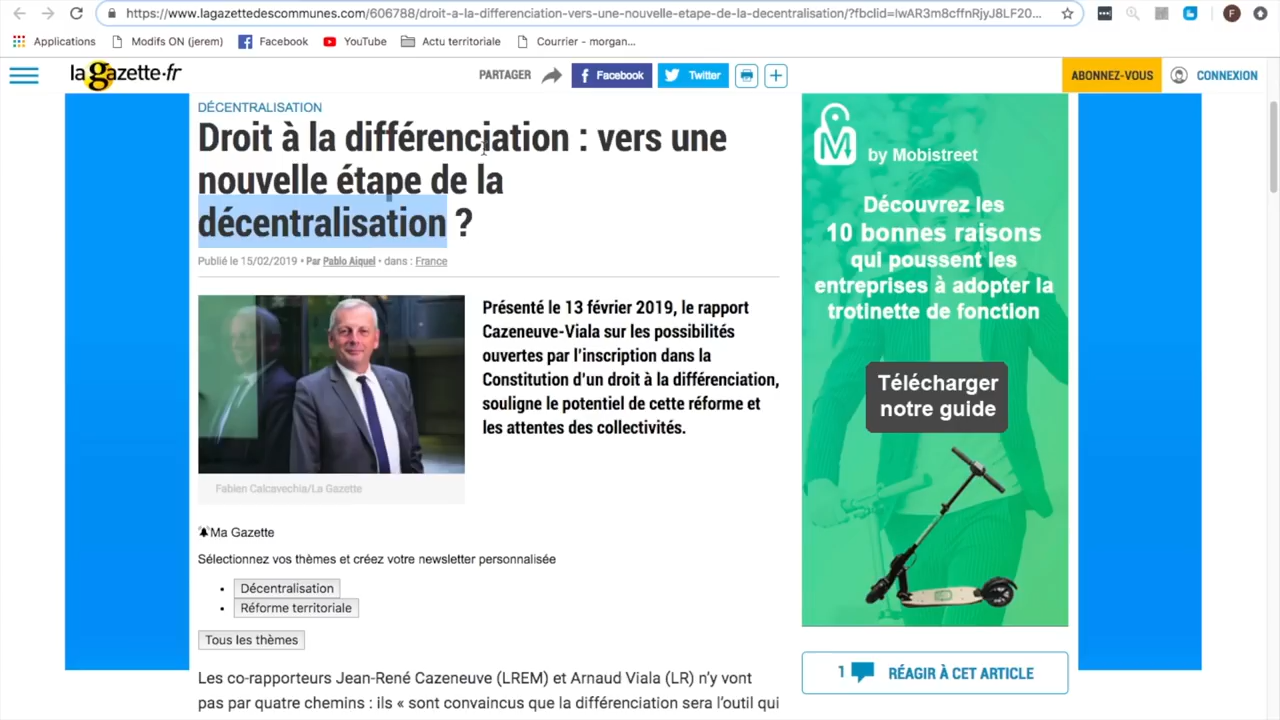 https://www.lagazettedescommunes.com/606788/droit-a-la-differenciation-vers-une-nouvelle-etape-de-la-decentralisation/?fbclid=IwAR3m8cffnRjyJ8LF20...
F
Applications
Modifs ON (jerem)
Facebook
YouTube
Actu territoriale
Courrier - morgan...
la gazette·fr
PARTAGER
Facebook
Twitter
ABONNEZ-VOUS
CONNEXION
DÉCENTRALISATION
Droit à la différenciation : vers une
nouvelle étape de la
décentralisation ?
Publié le 15/02/2019 • Par Pablo Aiquel • dans : France
Présenté le 13 février 2019, le rapport
Cazeneuve-Viala sur les possibilités
ouvertes par l'inscription dans la
Constitution d'un droit à la différenciation,
souligne le potentiel de cette réforme et
les attentes des collectivités.
Fabien Calcavechia/La Gazette
Ma Gazette
Sélectionnez vos thèmes et créez votre newsletter personnalisée
Décentralisation
Réforme territoriale
Tous les thèmes
Les co-rapporteurs Jean-René Cazeneuve (LREM) et Arnaud Viala (LR) n'y vont
pas par quatre chemins : ils « sont convaincus que la différenciation sera l'outil qui
M by Mobistreet
Découvrez les
10 bonnes raisons
qui poussent les
entreprises à adopter la
trotinette de fonction
Télécharger
notre guide
1 RÉAGIR À CET ARTICLE